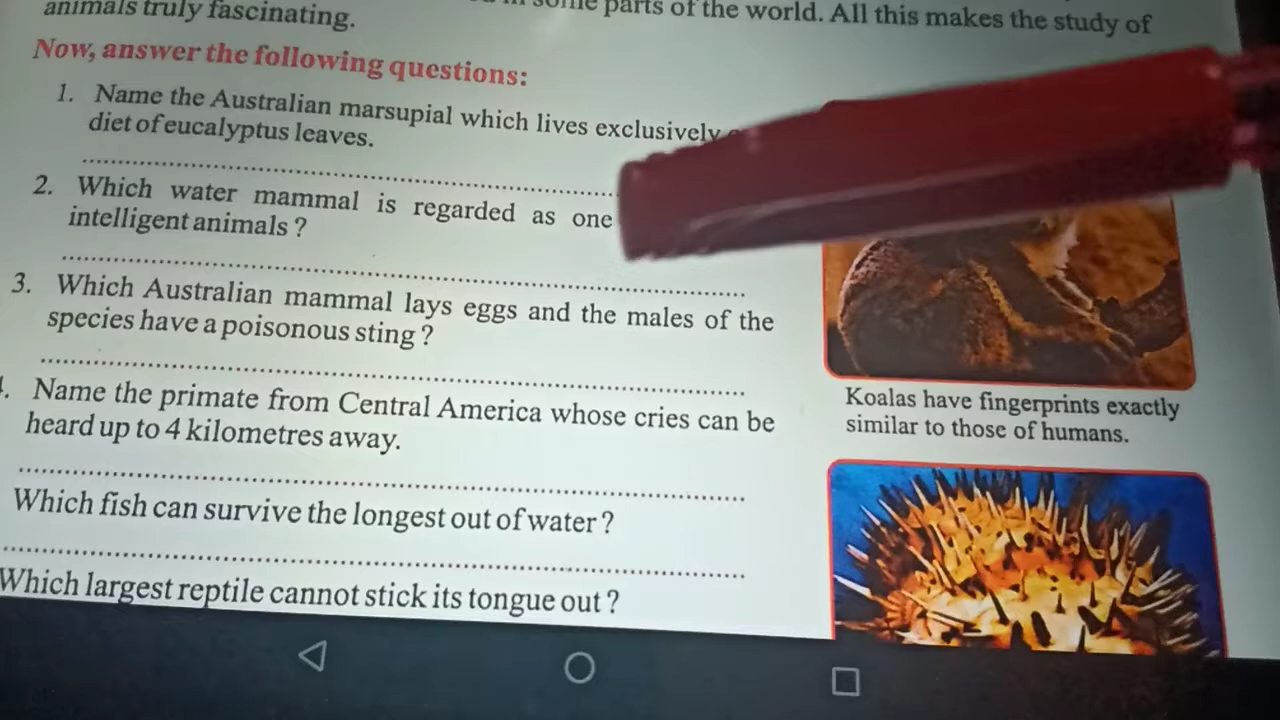 animals truly fascinating.
some parts of the world. All this makes the study of
Now, answer the following questions:
1. Name the Australian marsupial which lives exclusively
diet of eucalyptus leaves.
2. Which water mammal is regarded as one
intelligent animals ?
3. Which Australian mammal lays eggs and the males of the
species have a poisonous sting ?
Name the primate from Central America whose cries can be
heard up to 4 kilometres away.
Which fish can survive the longest out of water ?
Which largest reptile cannot stick its tongue out ?
Koalas have fingerprints exactly
similar to those of humans.